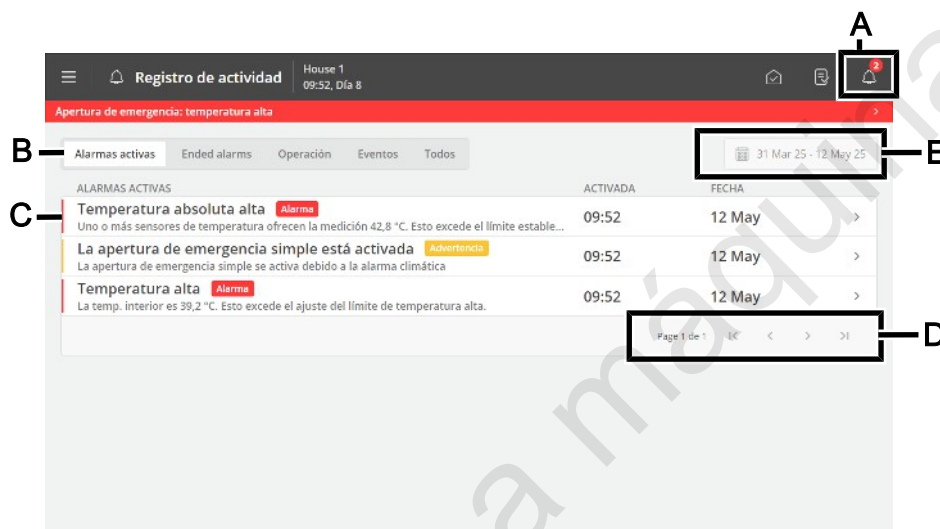 A
2
Registro de actividad
House 1
09:52, Día 8
Apertura de emergencia: temperatura alta
B
Alarmas activas Ended alarms Operación Eventos Todos
31 Mar 25 - 12 May 25
E
ALARMAS ACTIVAS ACTIVADA FECHA
C
Temperatura absoluta alta Alarma 09:52 12 May
Uno o más sensores de temperatura ofrecen la medición 42,8 °C. Esto excede el límite estable...
La apertura de emergencia simple está activada Advertencia 09:52 12 May
La apertura de emergencia simple se activa debido a la alarma climática
Temperatura alta Alarma 09:52 12 May
La temp. interior es 39,2 °C. Esto excede el ajuste del límite de temperatura alta.
Page 1 de 1
D
a máquina